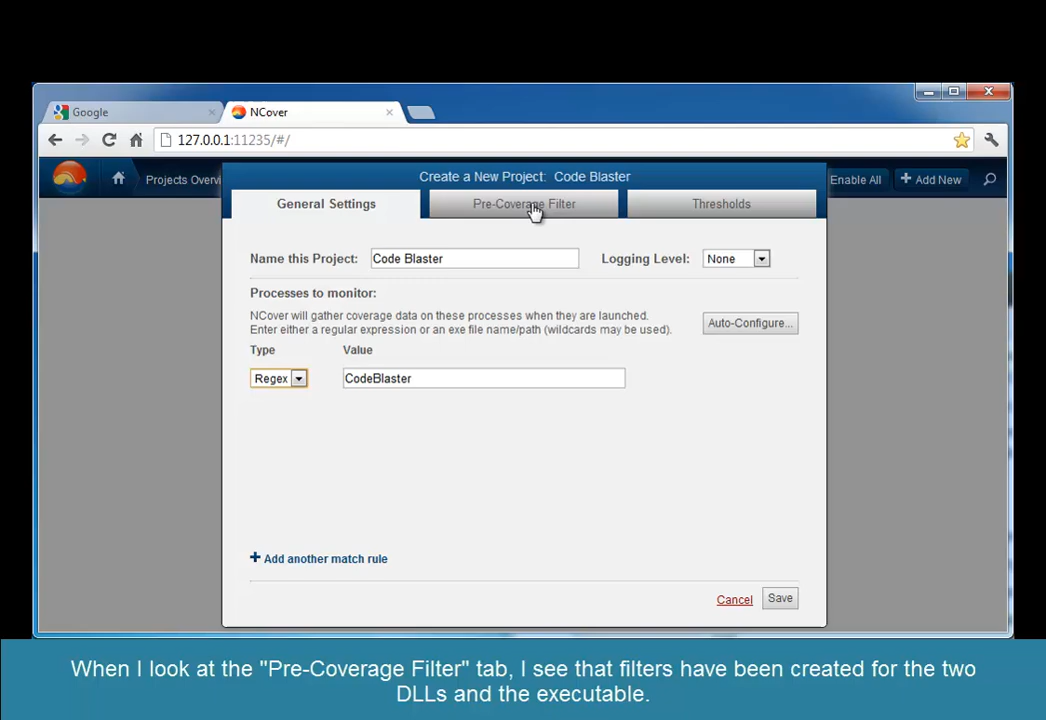 Google
NCover
127.0.0.1:11235/#/
Projects Overvi
Enable All
Add New
Create a New Project: Code Blaster
General Settings
Pre-Coverage Filter
Thresholds
Name this Project: Code Blaster
Logging Level: None
Processes to monitor:
NCover will gather coverage data on these processes when they are launched.
Enter either a regular expression or an exe file name/path (wildcards may be used).
Auto-Configure...
Type Value
Regex CodeBlaster
Add another match rule
Cancel Save
When I look at the "Pre-Coverage Filter" tab, I see that filters have been created for the two
DLLs and the executable.